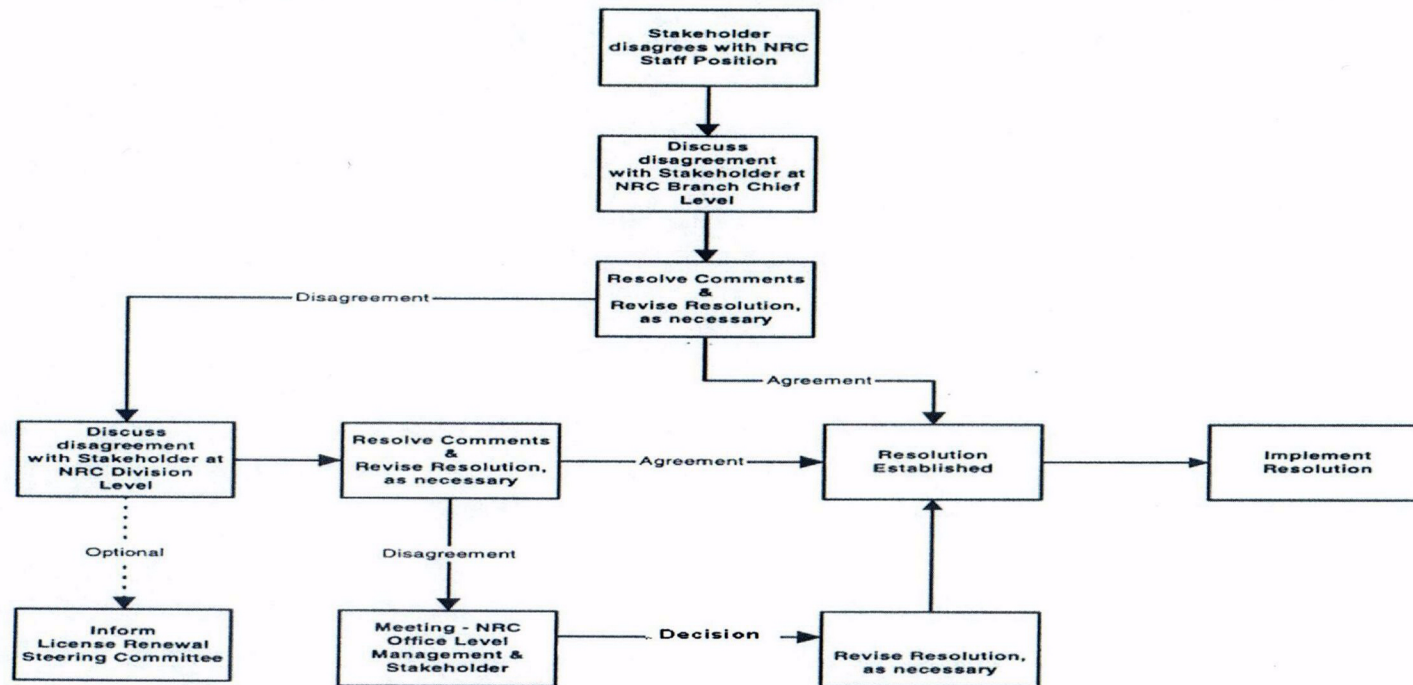 Stakeholder
disagrees with NRC
Staff Position
Discuss
disagreement
with Stakeholder at
NRC Branch Chief
Level
Resolve Comments
&
Revise Resolution,
as necessary
Disagreement
Agreement
Discuss
disagreement
with Stakeholder at
NRC Division
Level
Resolve Comments
&
Revise Resolution,
as necessary
Agreement
Resolution
Established
Implement
Resolution
Optional
Disagreement
Inform
License Renewal
Steering Committee
Meeting - NRC
Office Level
Management &
Stakeholder
Decision
Revise Resolution,
as necessary